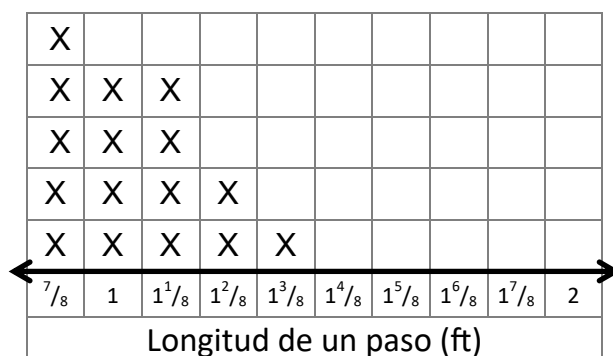 X
X X X
X X X
X X X X
X X X X X
7/8 1 1 1/8 1 2/8 1 3/8 1 4/8 1 5/8 1 6/8 1 7/8 2
Longitud de un paso (ft)